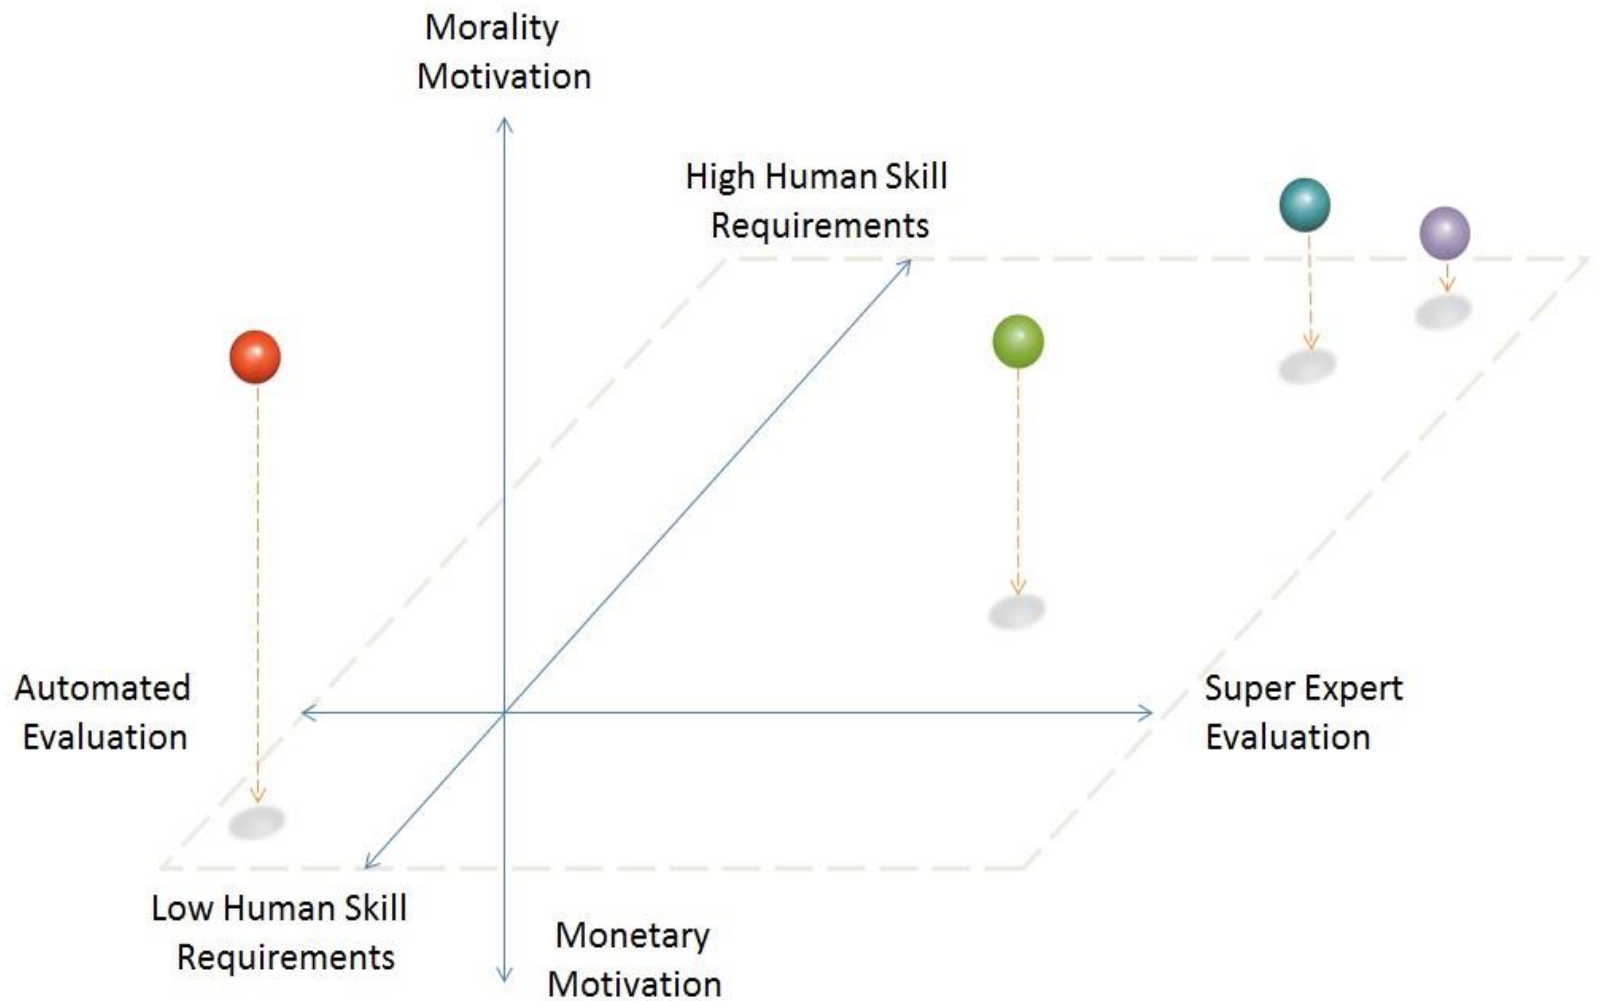 Morality
Motivation
High Human Skill
Requirements
Automated
Evaluation
Super Expert
Evaluation
Low Human Skill
Requirements
Monetary
Motivation